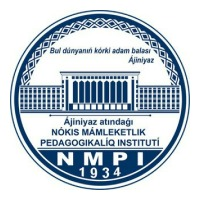 Bul dúnyanıń kórki adam balası
Ájiniyaz
Ájiniyaz atındaǵı
NÓKIS MÁMLEKETLIK
PEDAGOGIKALÍQ INSTITUTÍ
NMPI
1934